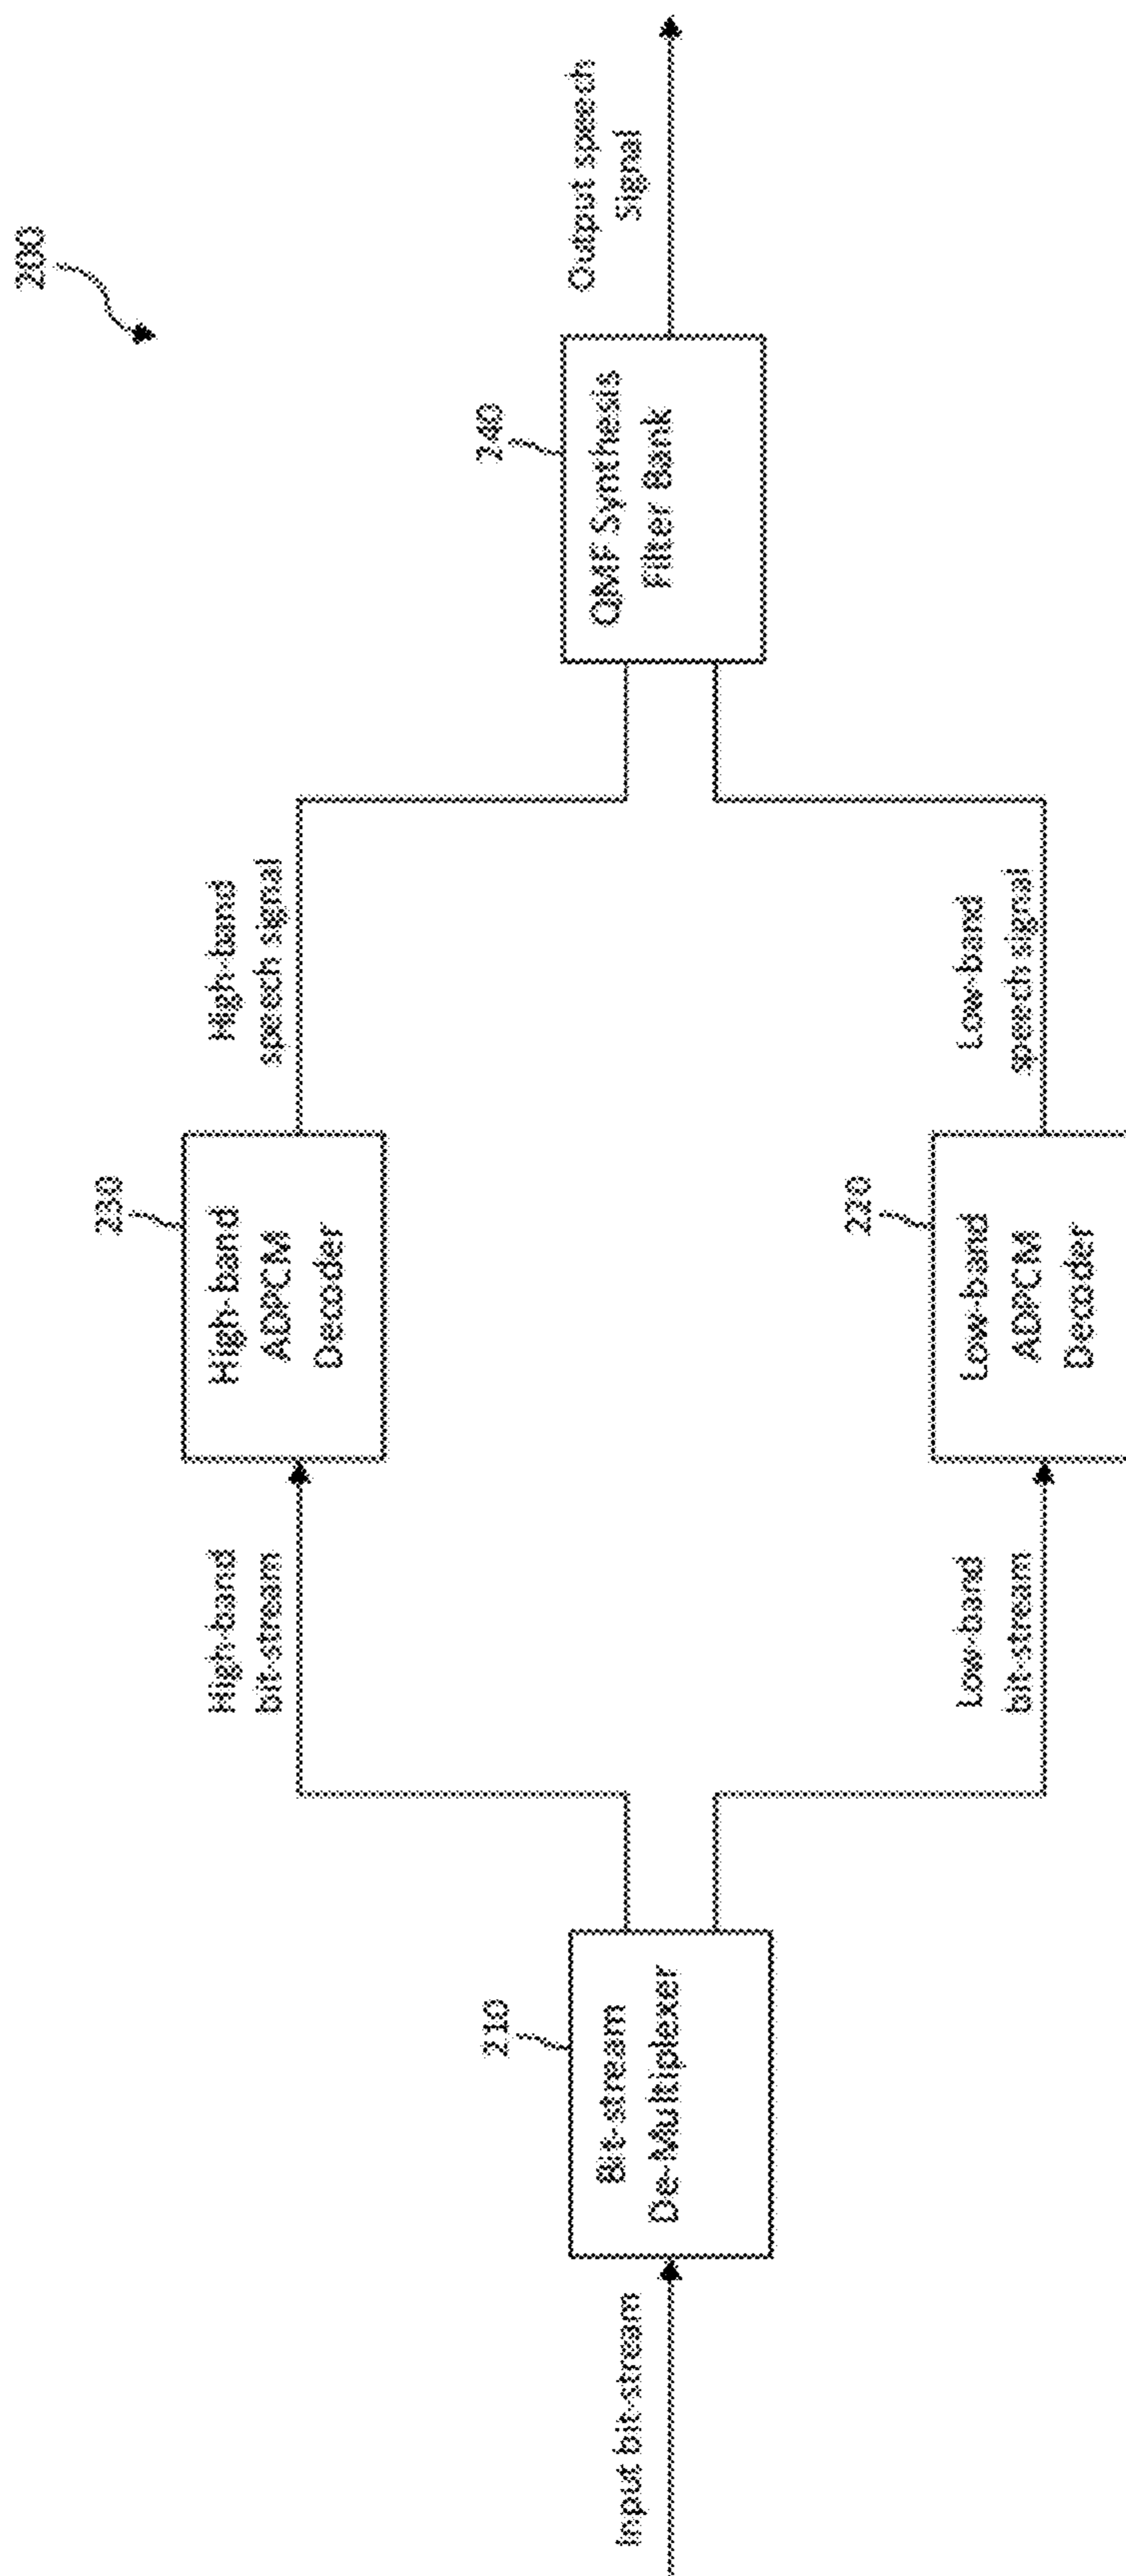 200
230
High-band
bit-stream
High-band
ADPCM
Decoder
High-band
speech signal
210
240
Input bit-stream
Bit-stream
De-Multiplexer
QMF Synthesis
Filter Bank
Output speech
Signal
220
Low-band
bit-stream
Low-band
ADPCM
Decoder
Low-band
speech signal